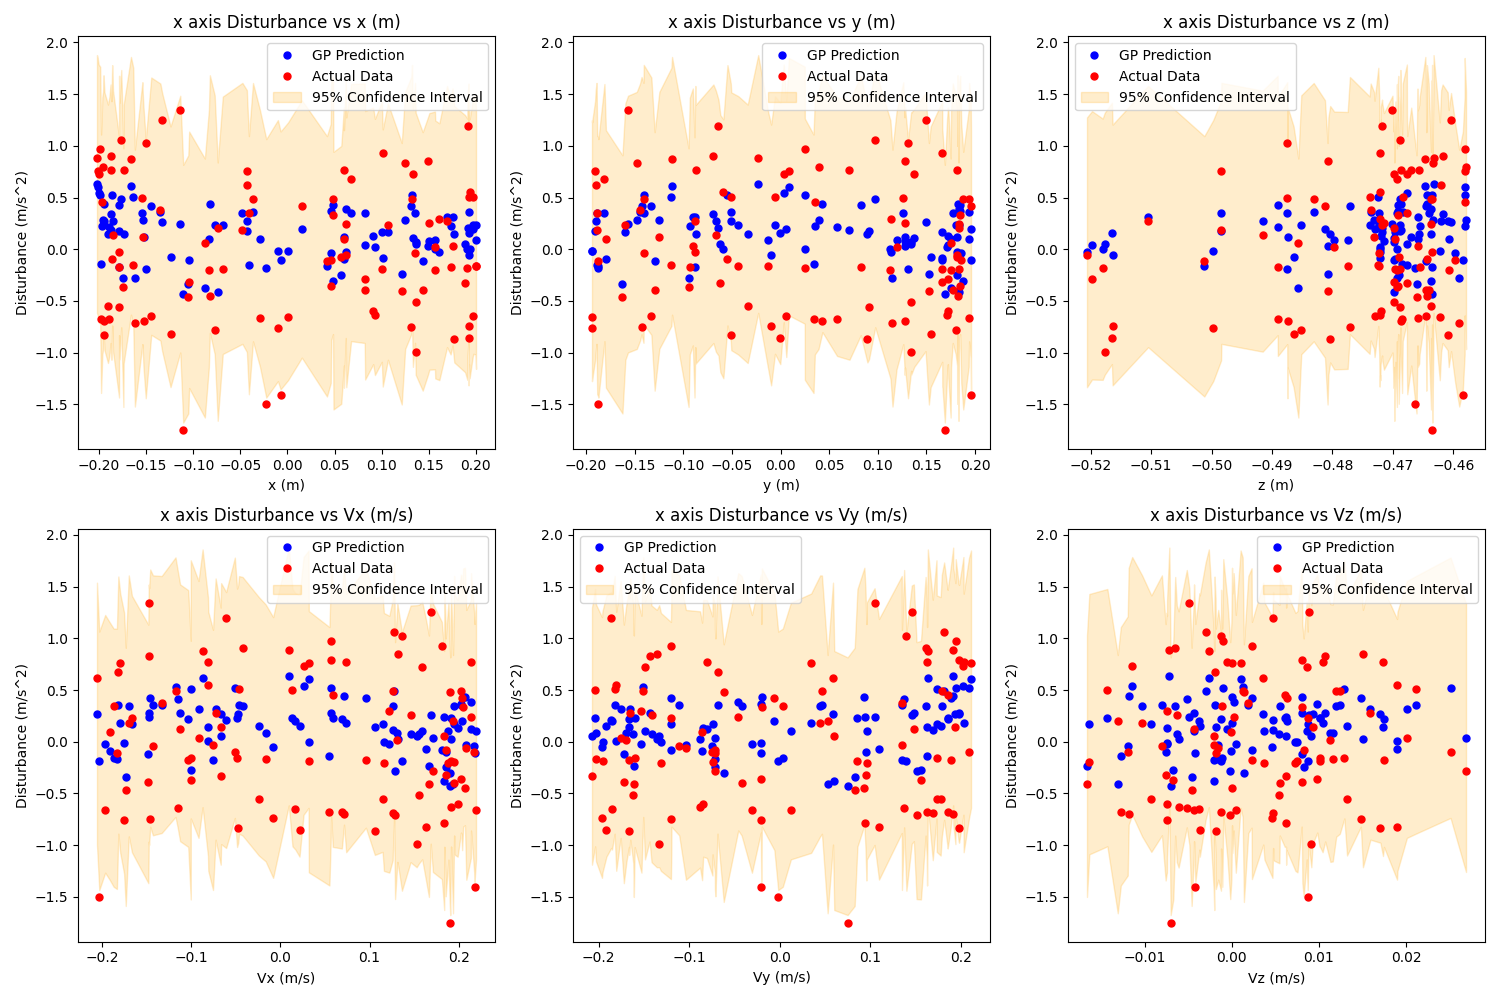 x axis Disturbance vs x (m)
Disturbance (m/s^2)
2.0
1.5
1.0
0.5
0.0
−0.5
−1.0
−1.5
GP Prediction
Actual Data
95% Confidence Interval
−0.20 −0.15 −0.10 −0.05 0.00 0.05 0.10 0.15 0.20
x (m)
x axis Disturbance vs y (m)
Disturbance (m/s^2)
2.0
1.5
1.0
0.5
0.0
−0.5
−1.0
−1.5
GP Prediction
Actual Data
95% Confidence Interval
−0.20 −0.15 −0.10 −0.05 0.00 0.05 0.10 0.15 0.20
y (m)
x axis Disturbance vs z (m)
Disturbance (m/s^2)
2.0
1.5
1.0
0.5
0.0
−0.5
−1.0
−1.5
GP Prediction
Actual Data
95% Confidence Interval
−0.52 −0.51 −0.50 −0.49 −0.48 −0.47 −0.46
z (m)
x axis Disturbance vs Vx (m/s)
Disturbance (m/s^2)
2.0
1.5
1.0
0.5
0.0
−0.5
−1.0
−1.5
GP Prediction
Actual Data
95% Confidence Interval
−0.2 −0.1 0.0 0.1 0.2
Vx (m/s)
x axis Disturbance vs Vy (m/s)
Disturbance (m/s^2)
2.0
1.5
1.0
0.5
0.0
−0.5
−1.0
−1.5
GP Prediction
Actual Data
95% Confidence Interval
−0.2 −0.1 0.0 0.1 0.2
Vy (m/s)
x axis Disturbance vs Vz (m/s)
Disturbance (m/s^2)
2.0
1.5
1.0
0.5
0.0
−0.5
−1.0
−1.5
GP Prediction
Actual Data
95% Confidence Interval
−0.01 0.00 0.01 0.02
Vz (m/s)